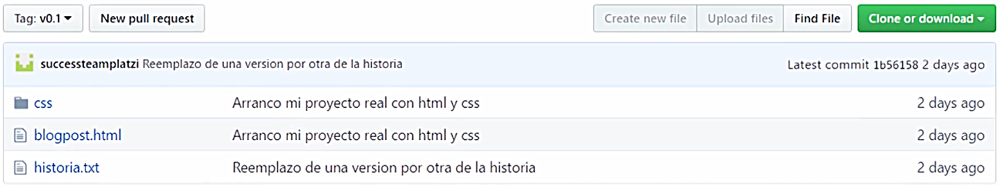 Tag: v0.1 New pull request Create new file Upload files Find File Clone or download
successteamplatzi Reemplazo de una version por otra de la historia Latest commit 1b56158 2 days ago
css Arranco mi proyecto real con html y css 2 days ago
blogpost.html Arranco mi proyecto real con html y css 2 days ago
historia.txt Reemplazo de una version por otra de la historia 2 days ago